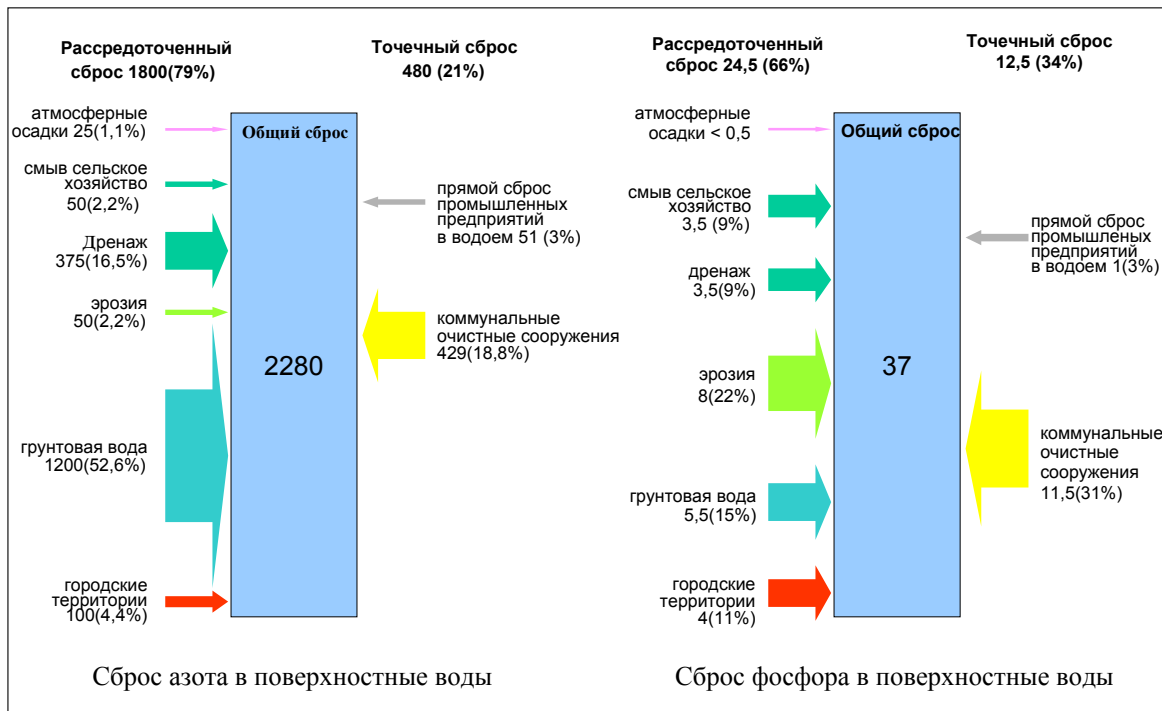 Рассредоточенный
сброс 1800(79%)
Точечный сброс
480 (21%)
атмосферные
осадки 25(1,1%)
Общий сброс
смыв сельское
хозяйство
50(2,2%)
Дренаж
375(16,5%)
эрозия
50(2,2%)
грунтовая вода
1200(52,6%)
городские
территории
100(4,4%)
2280
прямой сброс
промышленных
предприятий
в водоем 51 (3%)
коммунальные
очистные сооружения
429(18,8%)
Сброс азота в поверхностные воды
Рассредоточенный
сброс 24,5 (66%)
Точечный сброс
12,5 (34%)
атмосферные
осадки < 0,5
Общий сброс
смыв сельское
хозяйство
3,5 (9%)
дренаж
3,5(9%)
эрозия
8(22%)
грунтовая вода
5,5(15%)
городские
территории
4(11%)
37
прямой сброс
промышленых
предприятий
в водоем 1(3%)
коммунальные
очистные
сооружения
11,5(31%)
Сброс фосфора в поверхностные воды